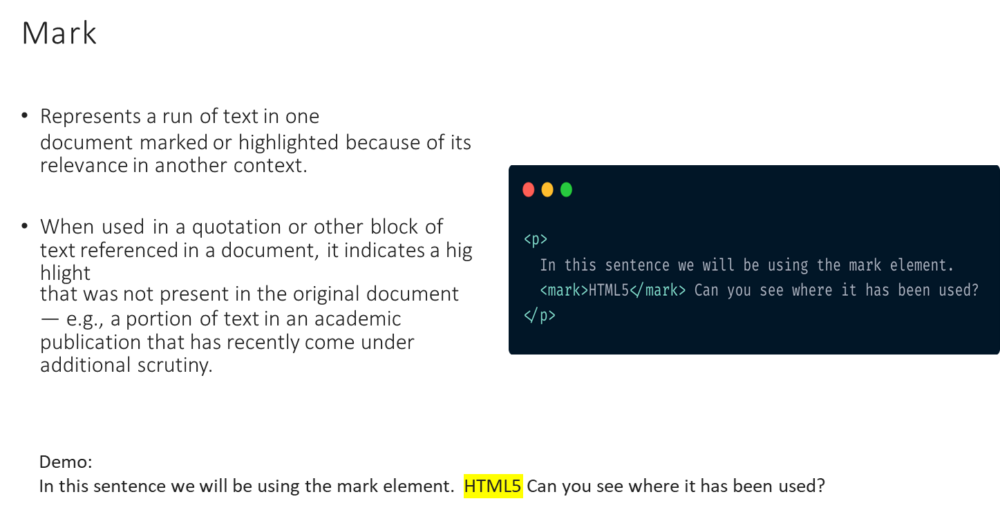 Mark
• Represents a run of text in one
document marked or highlighted because of its
relevance in another context.
• When used in a quotation or other block of
text referenced in a document, it indicates a hig
hlight
that was not present in the original document
— e.g., a portion of text in an academic
publication that has recently come under
additional scrutiny.
<p>
In this sentence we will be using the mark element.
<mark>HTML5</mark> Can you see where it has been used?
</p>
Demo:
In this sentence we will be using the mark element. HTML5 Can you see where it has been used?